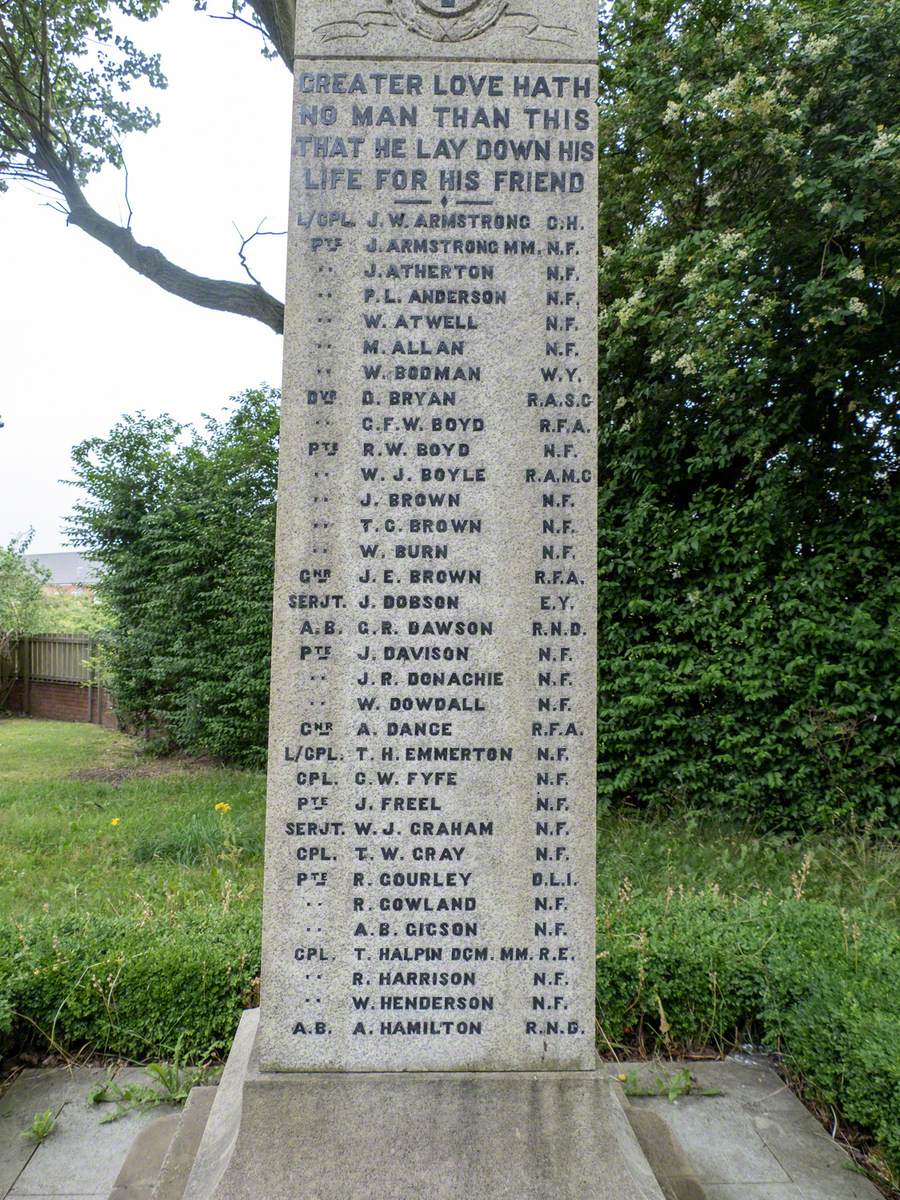 GREATER LOVE HATH
NO MAN THAN THIS
THAT HE LAY DOWN HIS
LIFE FOR HIS FRIEND
L/CPL. J. W. ARMSTRONG G.H.
PTE J. ARMSTRONG MM. N.F.
" J. ATHERTON N.F.
" P. L. ANDERSON N.F.
" W. ATWELL N.F.
" M. ALLAN N.F.
" W. BODMAN W.Y.
DVR D. BRYAN R.A.S.C
" G.F.W. BOYD R.F.A.
PTE R.W. BOYD N.F.
" W. J. BOYLE R.A.M.C
" J. BROWN N.F.
" T. G. BROWN N.F.
" W. BURN N.F.
GNR J. E. BROWN R.F.A.
SERJT. J. DOBSON E.Y.
A.B. G.R. DAWSON R.N.D.
PTE J. DAVISON N.F.
" J.R. DONACHIE N.F.
" W. DOWDALL N.F.
GNR A. DANCE R.F.A.
L/CPL. T. H. EMMERTON N.F.
CPL. G.W. FYFE N.F.
PTE J. FREEL N.F.
SERJT. W. J. GRAHAM N.F.
CPL. T. W. GRAY N.F.
PTE R. GOURLEY D.L.I.
" R. GOWLAND N.F.
" A.B. GIGSON N.F.
CPL. T. HALPIN DCM. MM. R.E.
" R. HARRISON N.F.
" W. HENDERSON N.F.
A.B. A. HAMILTON R.N.D.